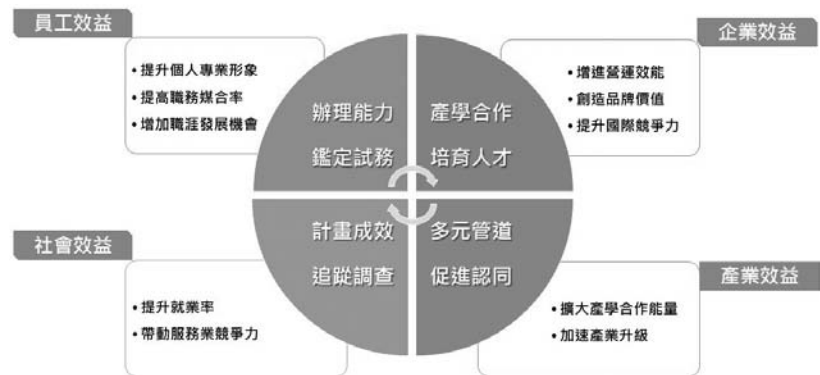 員工效益
• 提升個人專業形象
• 提高職務媒合率
• 增加職涯發展機會
辦理能力
鑑定試務
產學合作
培育人才
企業效益
• 增進營運效能
• 創造品牌價值
• 提升國際競爭力
社會效益
• 提升就業率
• 帶動服務業競爭力
計畫成效
追蹤調查
多元管道
促進認同
產業效益
• 擴大產學合作能量
• 加速產業升級